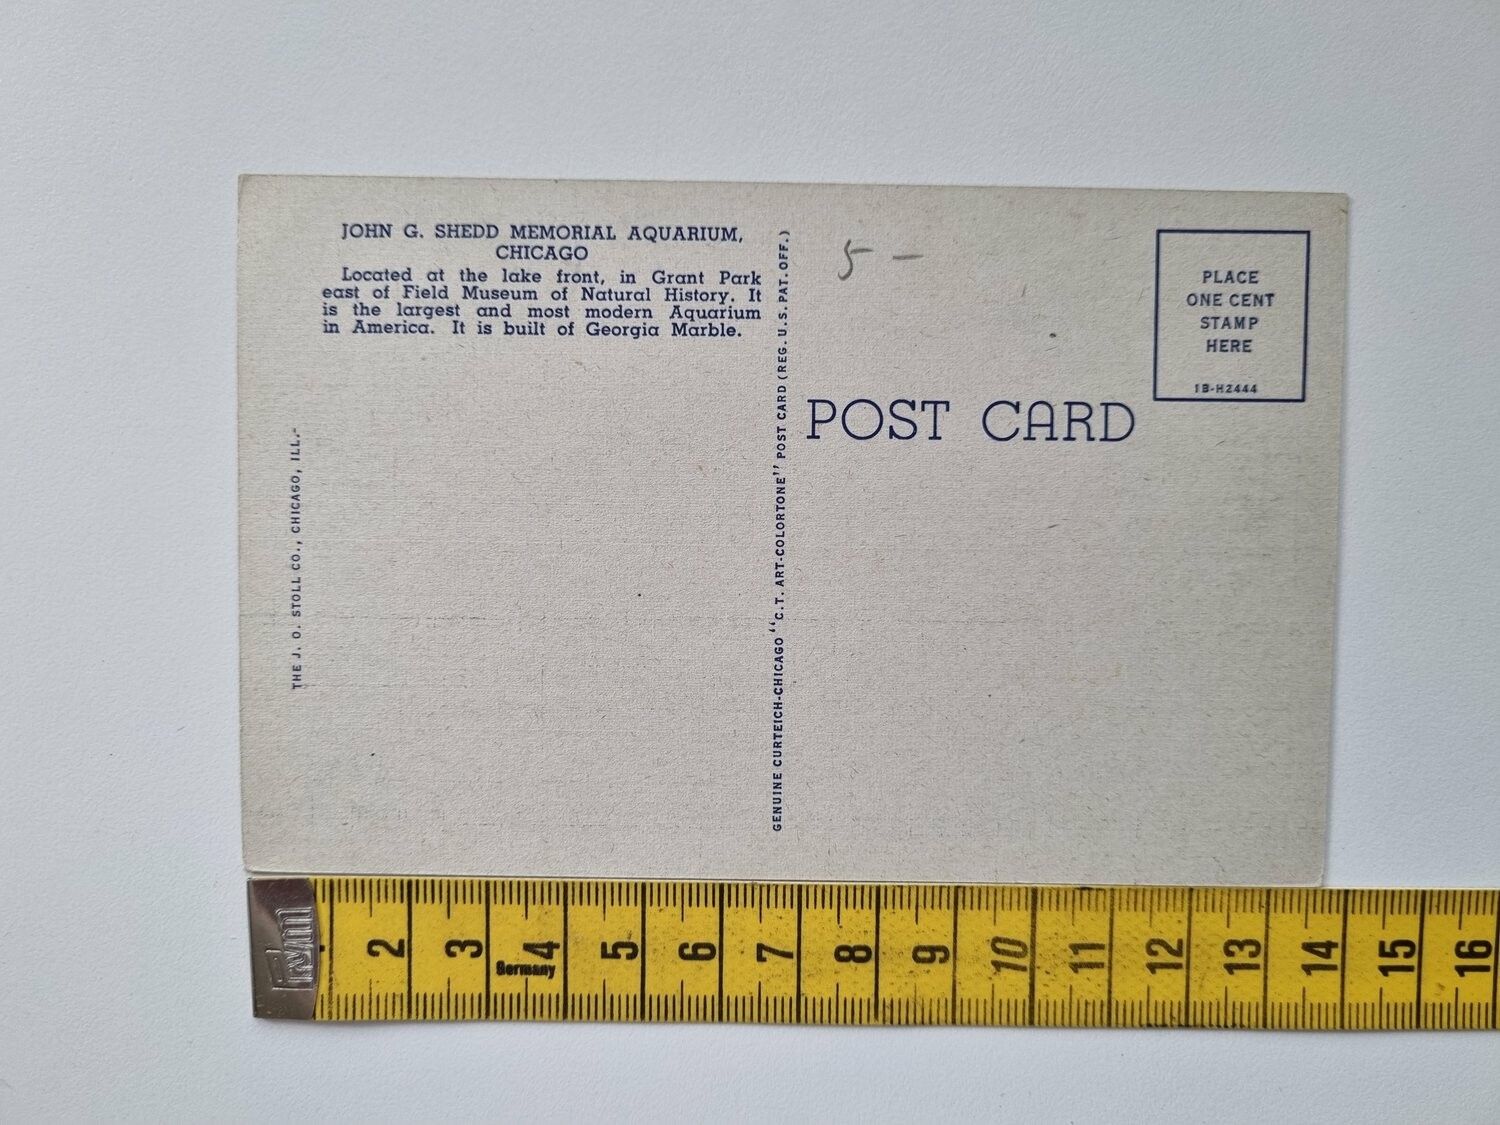 JOHN G. SHEDD MEMORIAL AQUARIUM,
CHICAGO
Located at the lake front, in Grant Park
east of Field Museum of Natural History. It
is the largest and most modern Aquarium
in America. It is built of Georgia Marble.
THE J. O. STOLL CO., CHICAGO, ILL.-
GENUINE CURTEICH-CHICAGO "C.T. ART-COLORTONE" POST CARD (REG. U.S. PAT. OFF.)
5 -
POST CARD
PLACE
ONE CENT
STAMP
HERE
1B-H2444
prym
2 3 4 5 6 7 8 9 10 11 12 13 14 15 16
Germany